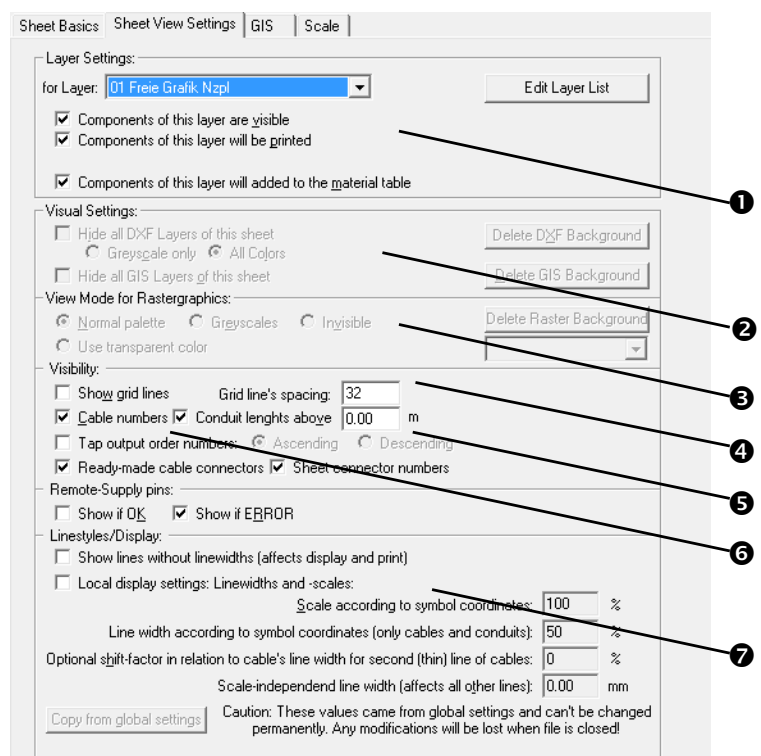 Sheet Basics Sheet View Settings GIS Scale
Layer Settings:
for Layer: 01 Freie Grafik Nzpl Edit Layer List
Components of this layer are visible
Components of this layer will be printed
❶
Components of this layer will added to the material table
Visual Settings:
Hide all DXF Layers of this sheet Delete DXF Background
Greyscale only All Colors
Hide all GIS Layers of this sheet Delete GIS Background
View Mode for Rastergraphics:
Normal palette Greyscales Invisible Delete Raster Background
❷
Use transparent color
Visibility:
❸
Show grid lines Grid line's spacing: 32
Cable numbers Conduit lenghts above 0.00 m
Tap output order numbers: Ascending Descending
❹
Ready-made cable connectors Sheet connector numbers
Remote-Supply pins:
❺
Show if OK Show if ERROR
Linestyles/Display:
❻
Show lines without linewidths (affects display and print)
Local display settings: Linewidths and -scales:
Scale according to symbol coordinates: 100 %
Line width according to symbol coordinates (only cables and conduits): 50 %
❼
Optional shift-factor in relation to cable's line width for second (thin) line of cables: 0 %
Scale-independend line width (affects all other lines): 0.00 mm
Copy from global settings Caution: These values came from global settings and can't be changed
permanently. Any modifications will be lost when file is closed!